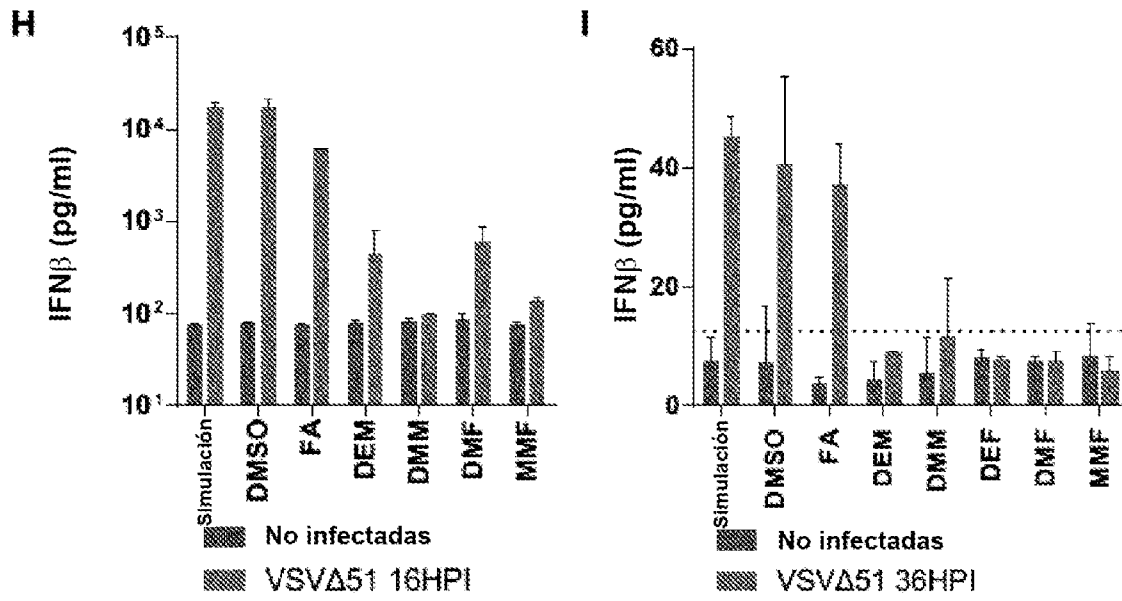 H
IFNβ (pg/ml)
10⁵
10⁴
10³
10²
10¹
Simulación
DMSO
FA
DEM
DMM
DMF
MMF
No infectadas
VSVΔ51 16HPI
I
IFNβ (pg/ml)
60
40
20
0
Simulación
DMSO
FA
DEM
DMM
DEF
DMF
MMF
No infectadas
VSVΔ51 36HPI